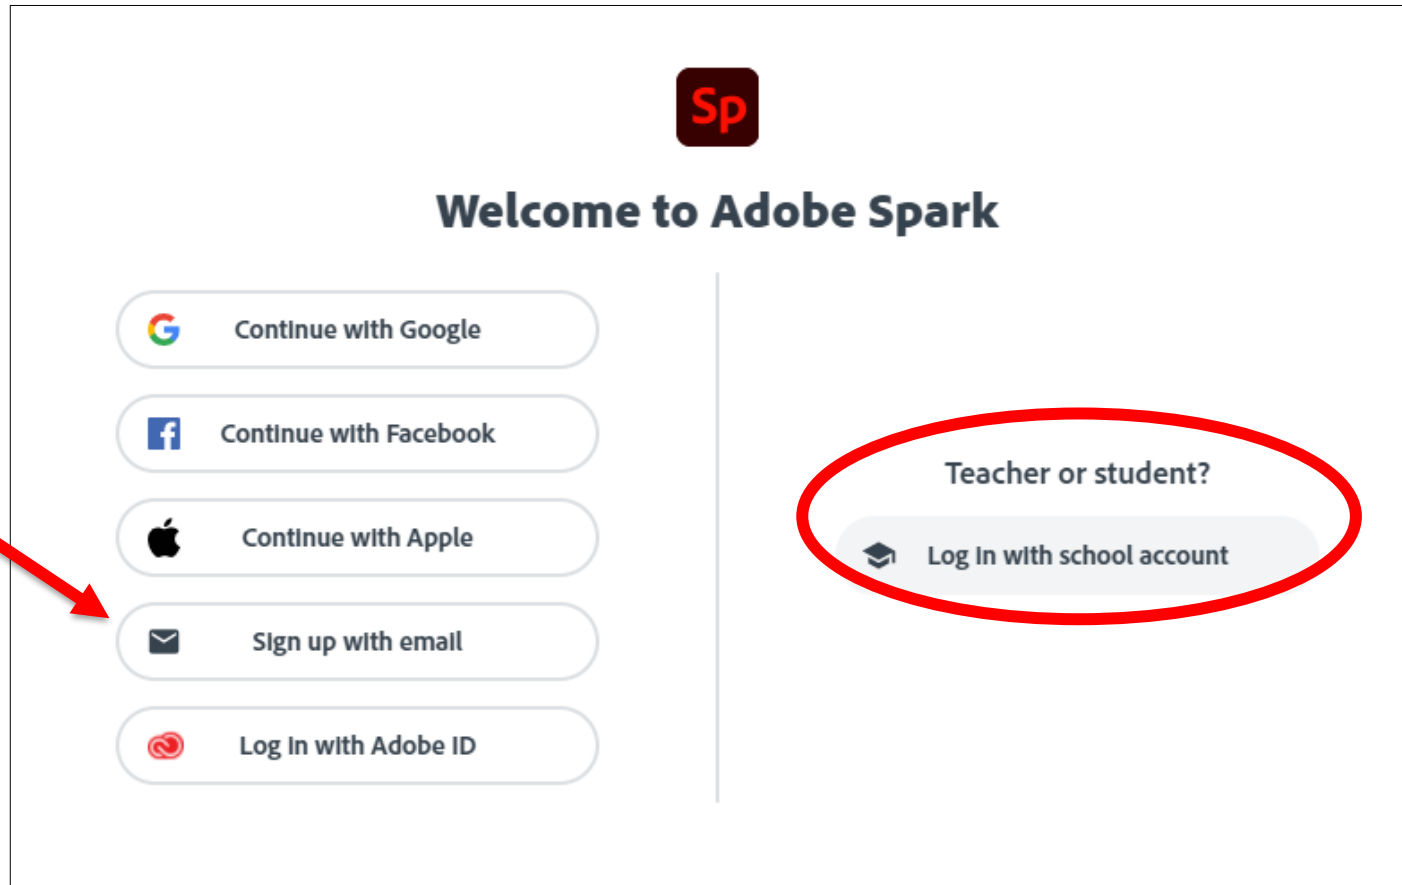 Sp
Welcome to Adobe Spark
Continue with Google
Continue with Facebook
Continue with Apple
Sign up with email
Log in with Adobe ID
Teacher or student?
Log in with school account